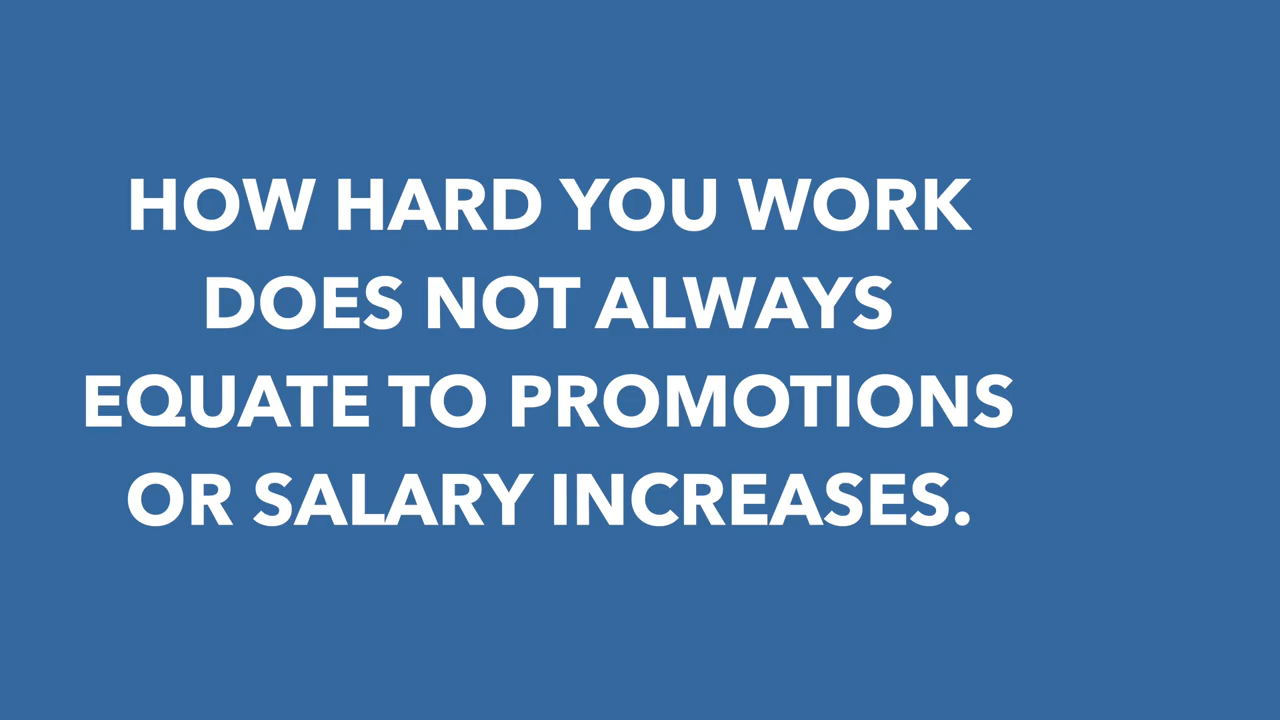 HOW HARD YOU WORK
DOES NOT ALWAYS
EQUATE TO PROMOTIONS
OR SALARY INCREASES.